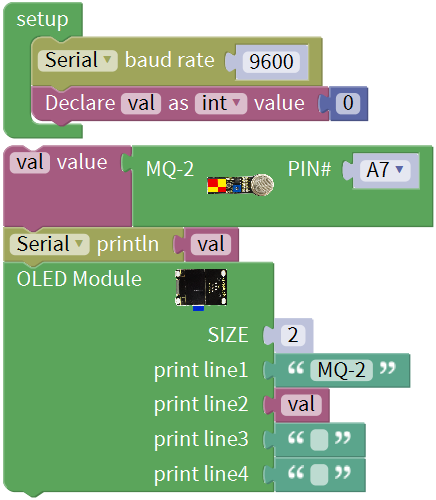 setup
Serial baud rate 9600
Declare val as int value 0
val value MQ-2 PIN# A7
Serial println val
OLED Module
SIZE 2
print line1 “ MQ-2 ”
print line2 val
print line3 “ ”
print line4 “ ”